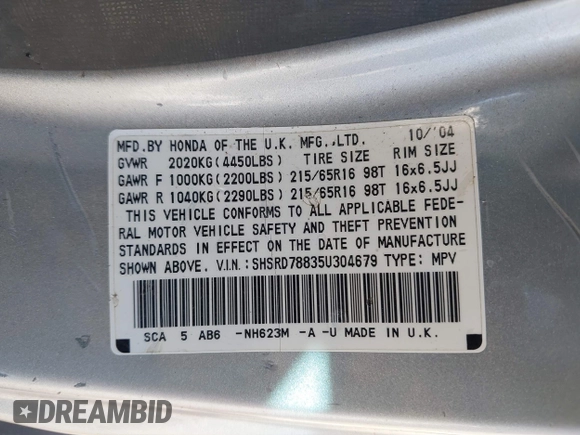 MFD. BY HONDA OF THE U.K. MFG.,LTD. 10/'04
GVWR 2020KG(4450LBS) TIRE SIZE RIM SIZE
GAWR F 1000KG(2200LBS) 215/65R16 98T 16x6.5JJ
GAWR R 1040KG(2290LBS) 215/65R16 98T 16x6.5JJ
THIS VEHICLE CONFORMS TO ALL APPLICABLE FEDE-
RAL MOTOR VEHICLE SAFETY AND THEFT PREVENTION
STANDARDS IN EFFECT ON THE DATE OF MANUFACTURE
SHOWN ABOVE. V.I.N.:SHSRD78835U304679 TYPE: MPV
SCA 5 AB6 -NH623M -A -U MADE IN U.K.
DREAMBID